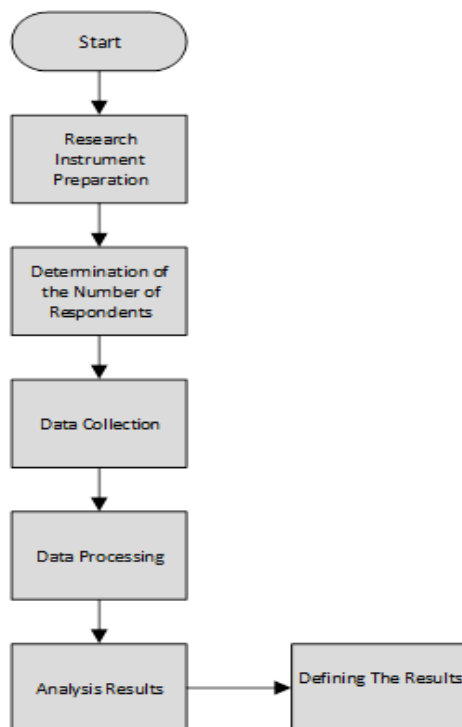 Start
Research
Instrument
Preparation
Determination of
the Number of
Respondents
Data Collection
Data Processing
Analysis Results
Defining The Results